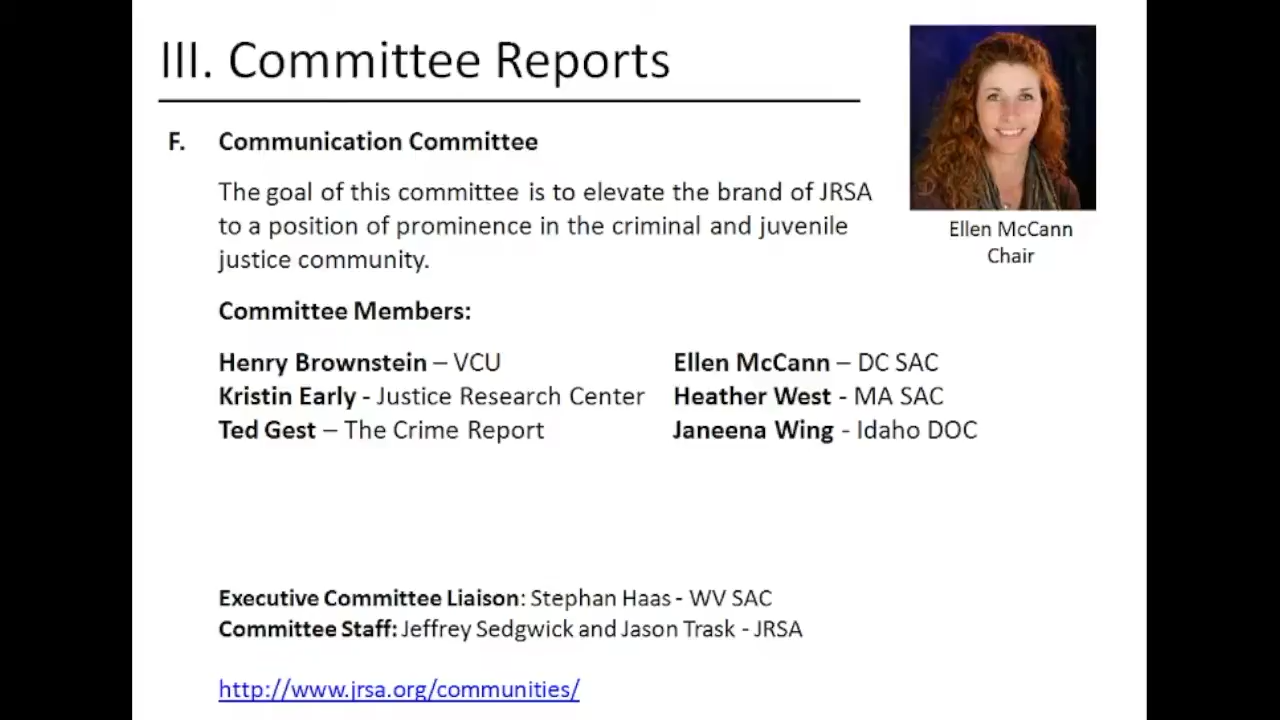 III. Committee Reports
F. Communication Committee
The goal of this committee is to elevate the brand of JRSA
to a position of prominence in the criminal and juvenile
justice community.
Ellen McCann
Chair
Committee Members:
Henry Brownstein – VCU
Kristin Early - Justice Research Center
Ted Gest – The Crime Report
Ellen McCann – DC SAC
Heather West - MA SAC
Janeena Wing - Idaho DOC
Executive Committee Liaison: Stephan Haas - WV SAC
Committee Staff: Jeffrey Sedgwick and Jason Trask - JRSA
http://www.jrsa.org/communities/